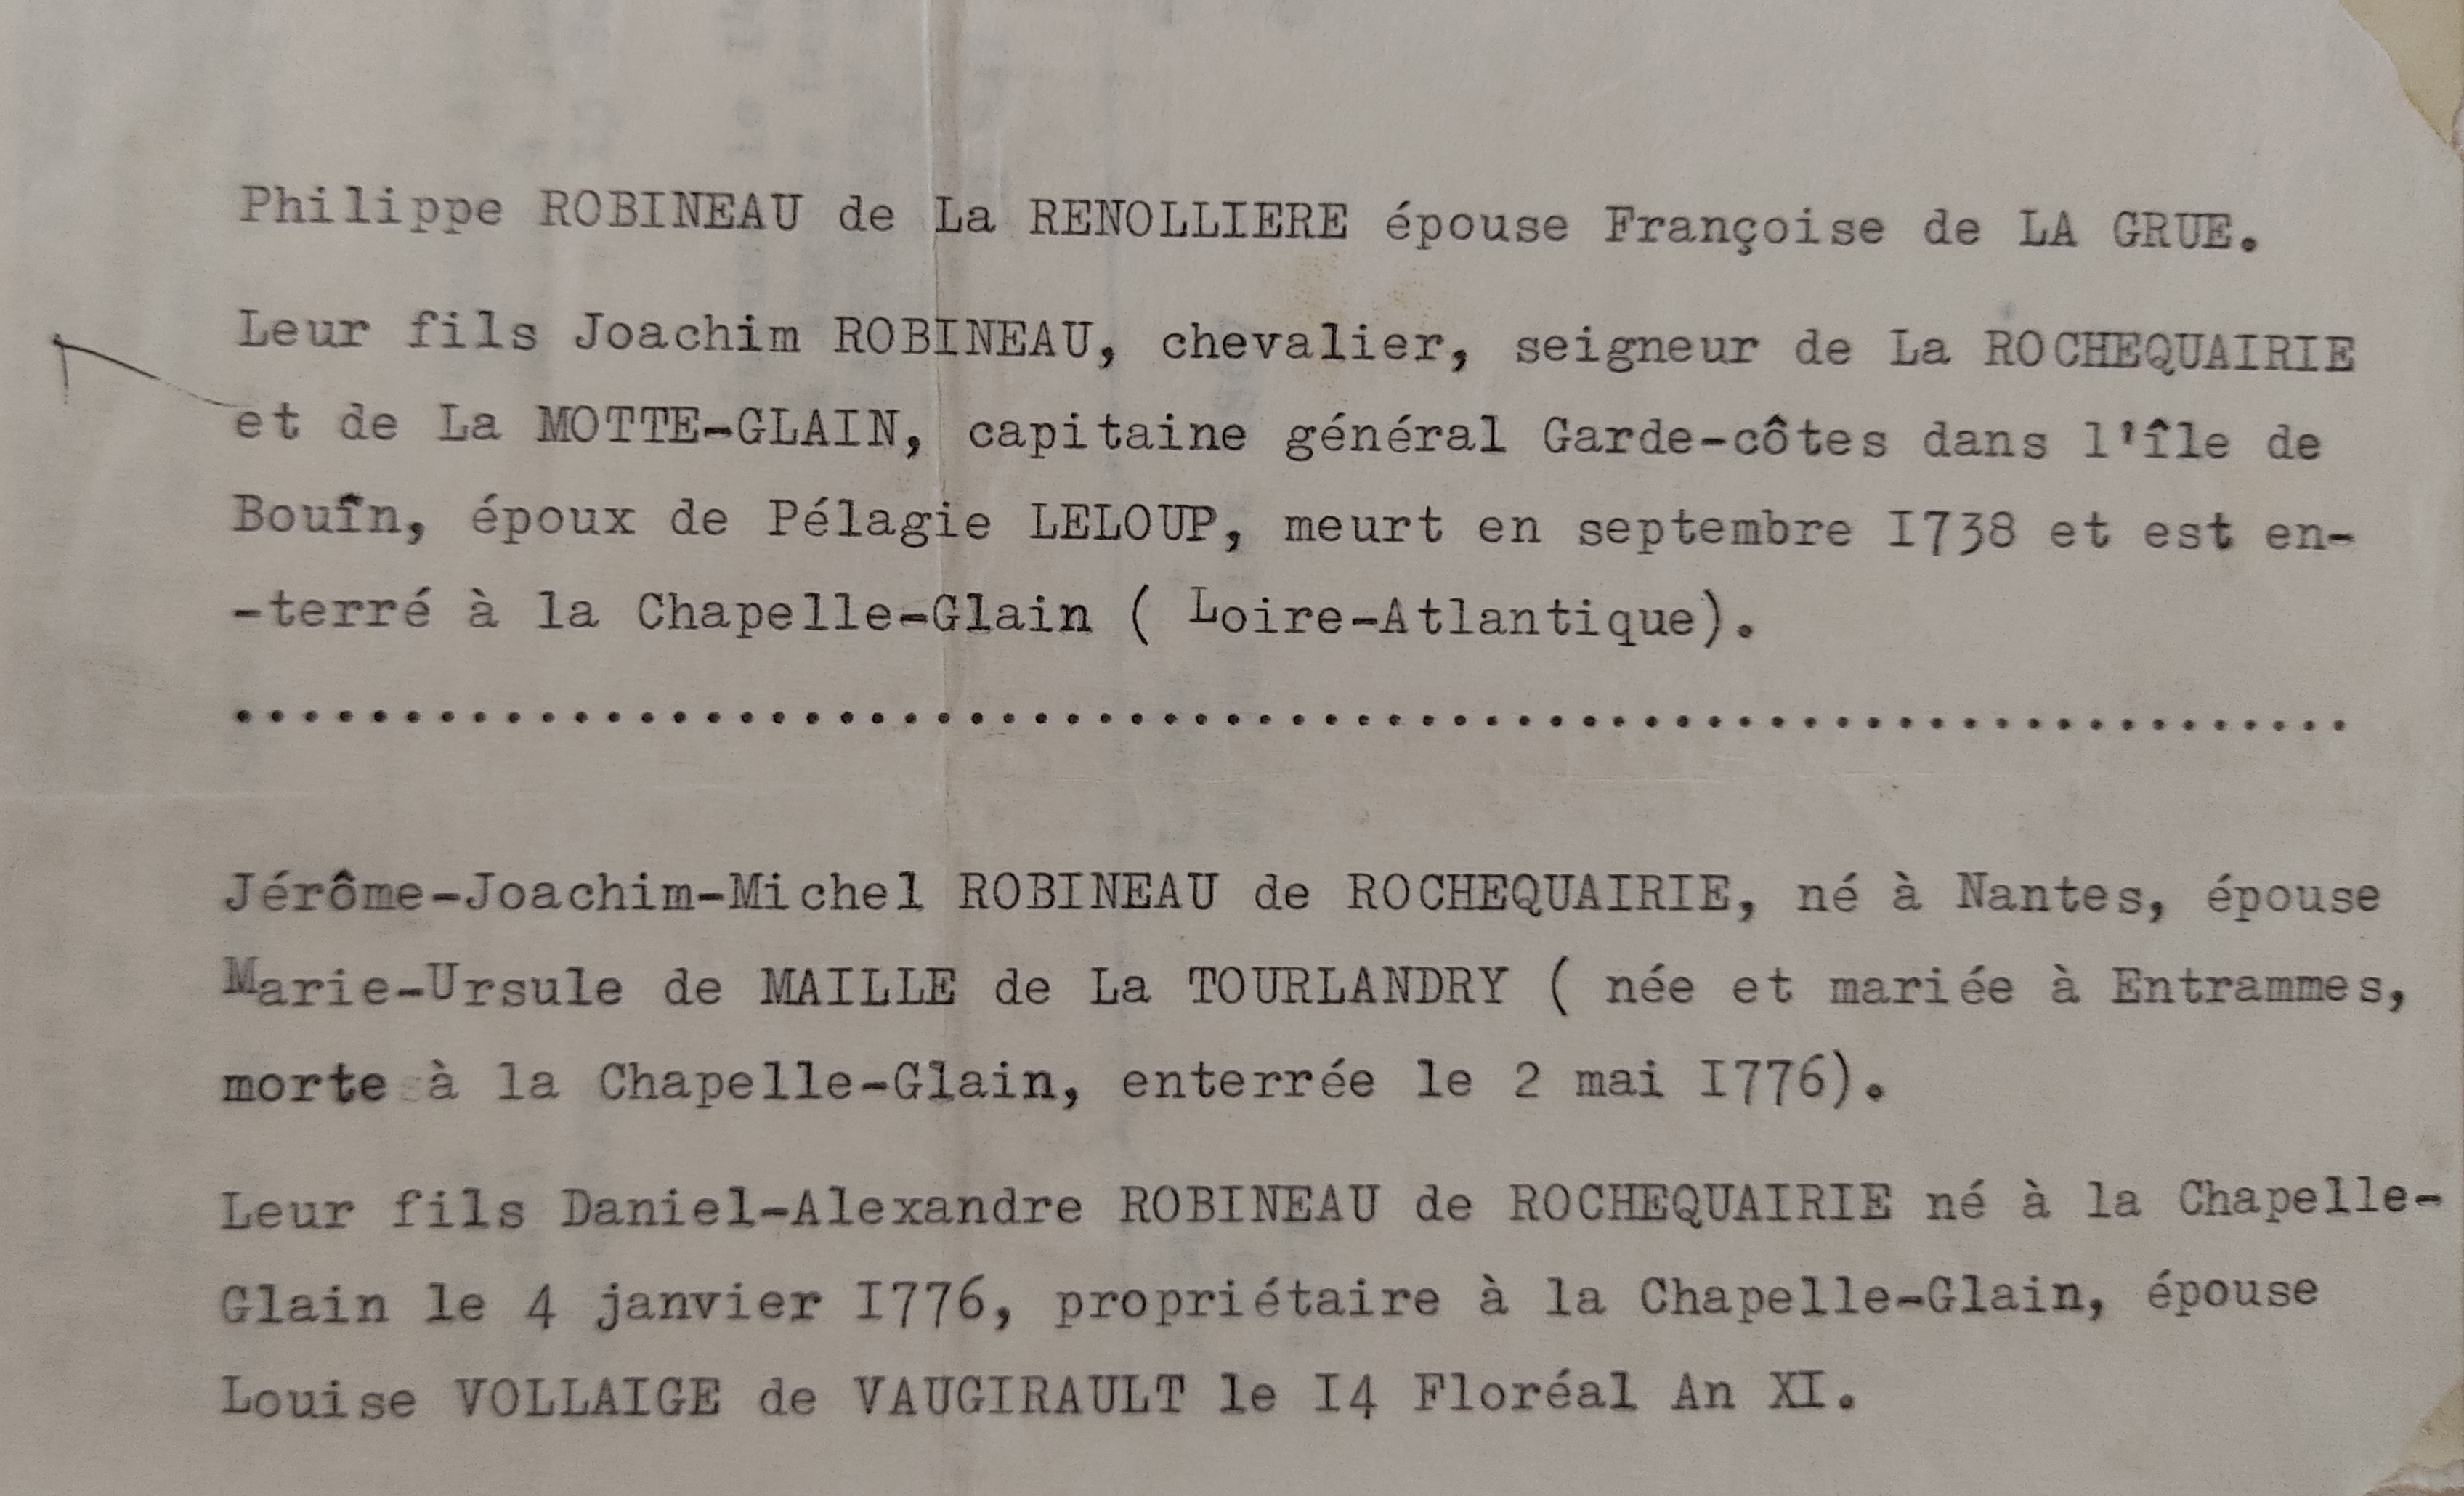 Philippe ROBINEAU de La RENOLLIERE épouse Françoise de LA GRUE.
Leur fils Joachim ROBINEAU, chevalier, seigneur de La ROCHEQUAIRIE
et de La MOTTE-GLAIN, capitaine général Garde-côtes dans l'île de
Bouîn, époux de Pélagie LELOUP, meurt en septembre I738 et est en-
-terré à la Chapelle-Glain ( Loire-Atlantique).
..................................................................
Jérôme-Joachim-Michel ROBINEAU de ROCHEQUAIRIE, né à Nantes, épouse
Marie-Ursule de MAILLE de La TOURLANDRY ( née et mariée à Entrammes,
morte à la Chapelle-Glain, enterrée le 2 mai I776).
Leur fils Daniel-Alexandre ROBINEAU de ROCHEQUAIRIE né à la Chapelle-
Glain le 4 janvier I776, propriétaire à la Chapelle-Glain, épouse
Louise VOLLAIGE de VAUGIRAULT le I4 Floréal An XI.